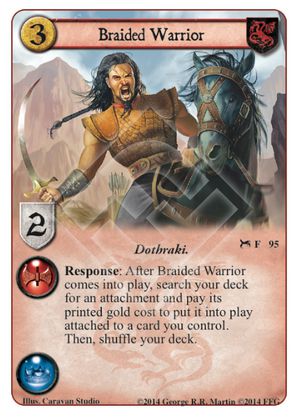 3
Braided Warrior
2
Dothraki.
F 95
Response: After Braided Warrior
comes into play, search your deck
for an attachment and pay its
printed gold cost to put it into play
attached to a card you control.
Then, shuffle your deck.
Illus. Caravan Studio
©2014 George R.R. Martin ©2014 FFG